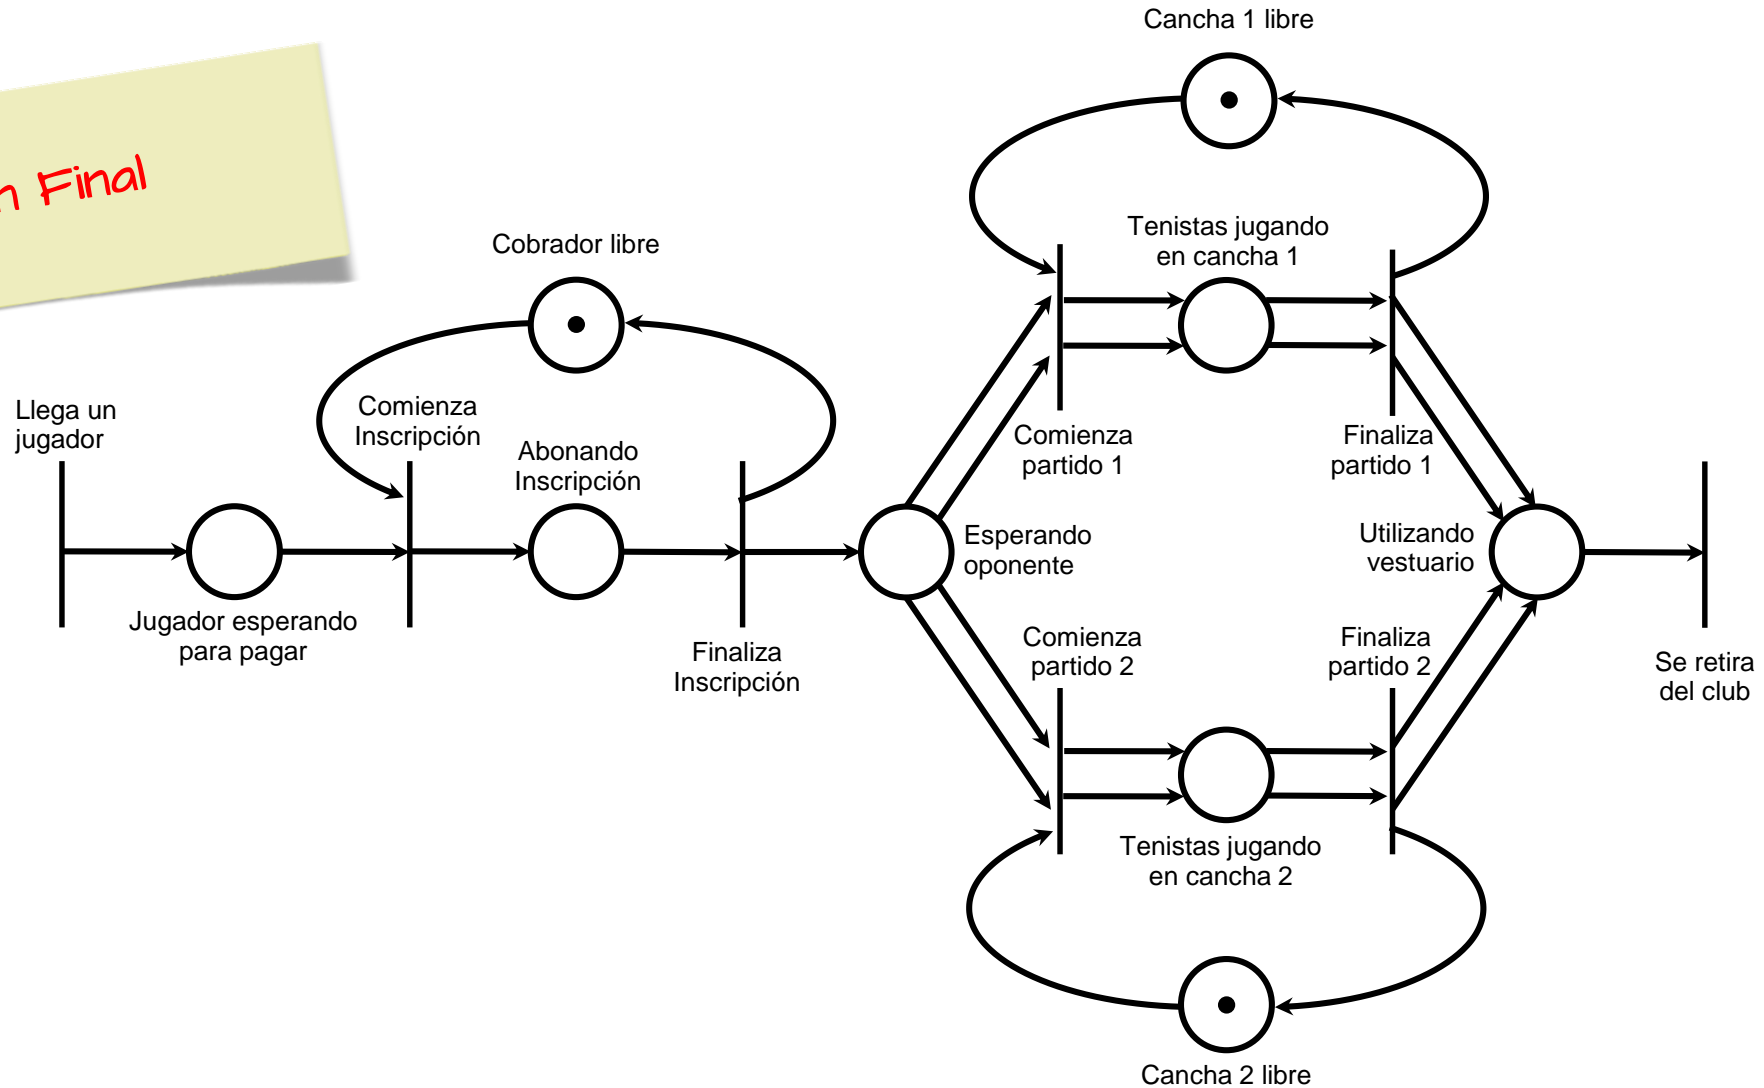 Final
Cancha 1 libre
Cobrador libre
Tenistas jugando
en cancha 1
Llega un
jugador
Comienza
Inscripción
Abonando
Inscripción
Comienza
partido 1
Finaliza
partido 1
Esperando
oponente
Utilizando
vestuario
Jugador esperando
para pagar
Finaliza
Inscripción
Comienza
partido 2
Finaliza
partido 2
Se retira
del club
Tenistas jugando
en cancha 2
Cancha 2 libre